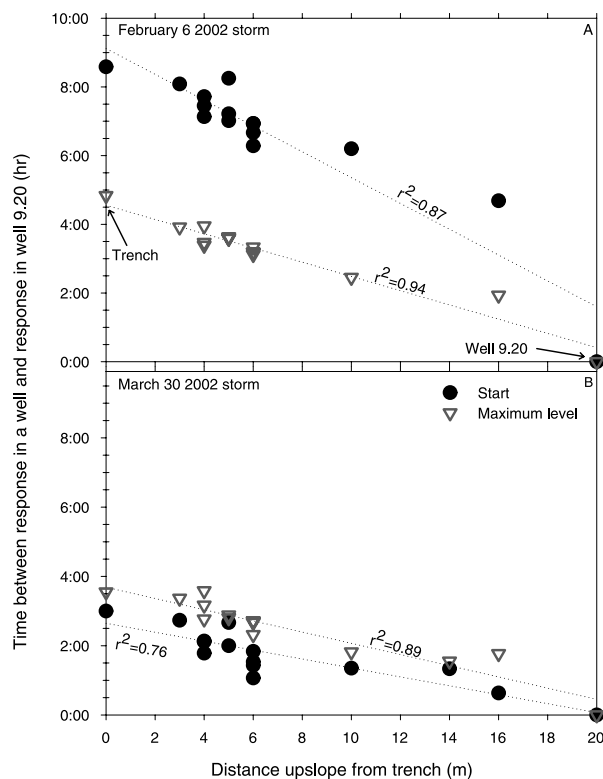 February 6 2002 storm
A
10:00
8:00
6:00
4:00
2:00
0:00
r²=0.87
r²=0.94
Trench
Well 9.20
Time between response in a well and response in well 9.20 (hr)
March 30 2002 storm
B
Start
Maximum level
8:00
6:00
4:00
2:00
0:00
r²=0.76
r²=0.89
0 2 4 6 8 10 12 14 16 18 20
Distance upslope from trench (m)